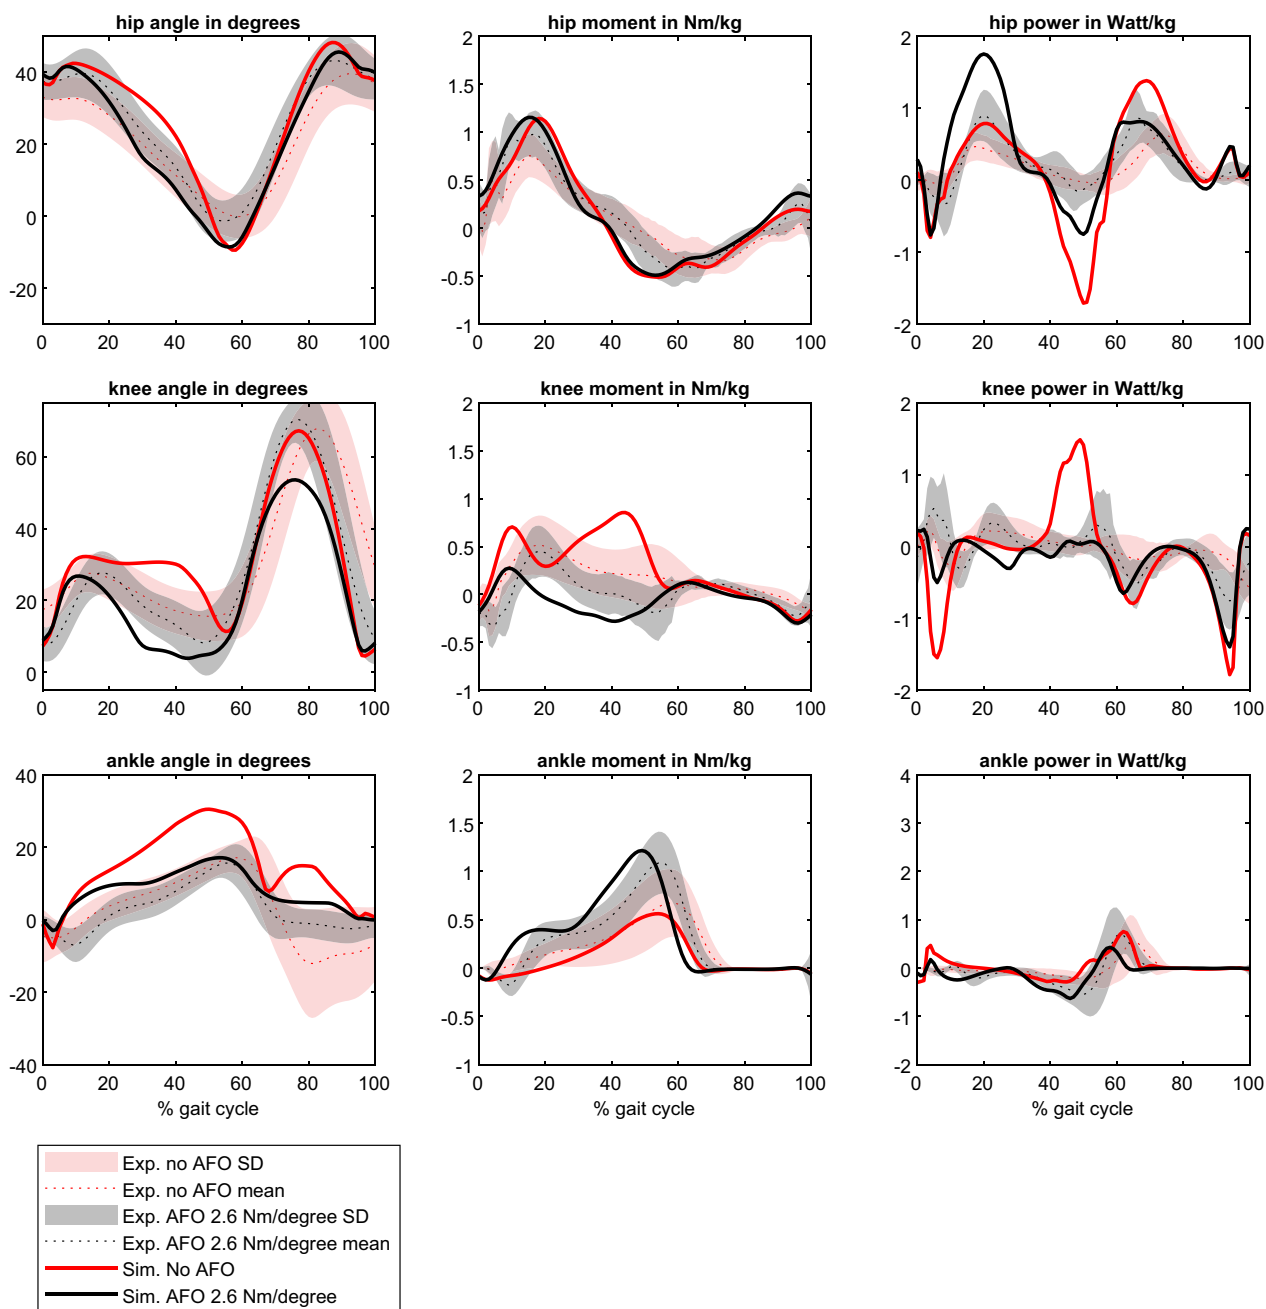 hip angle in degrees
hip moment in Nm/kg
hip power in Watt/kg
40
20
0
-20
0 20 40 60 80 100
2
1.5
1
0.5
0
-0.5
-1
0 20 40 60 80 100
2
1
0
-1
-2
0 20 40 60 80 100
knee angle in degrees
knee moment in Nm/kg
knee power in Watt/kg
60
40
20
0
0 20 40 60 80 100
2
1.5
1
0.5
0
-0.5
-1
0 20 40 60 80 100
2
1
0
-1
-2
0 20 40 60 80 100
ankle angle in degrees
ankle moment in Nm/kg
ankle power in Watt/kg
40
20
0
-20
-40
0 20 40 60 80 100
% gait cycle
2
1.5
1
0.5
0
-0.5
-1
0 20 40 60 80 100
% gait cycle
4
3
2
1
0
-1
-2
0 20 40 60 80 100
% gait cycle
Exp. no AFO SD
Exp. no AFO mean
Exp. AFO 2.6 Nm/degree SD
Exp. AFO 2.6 Nm/degree mean
Sim. No AFO
Sim. AFO 2.6 Nm/degree